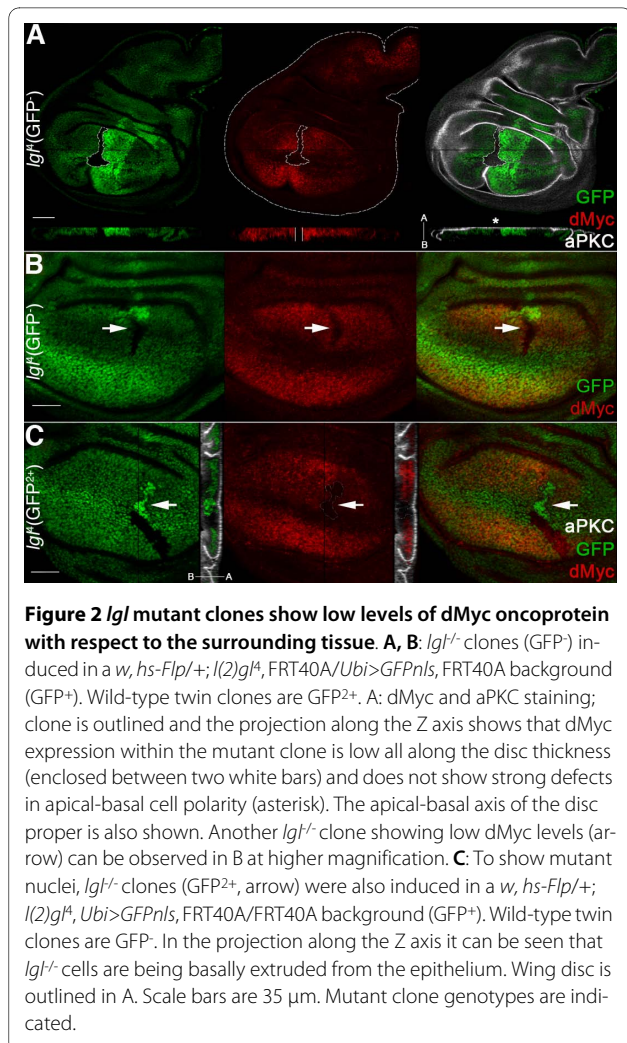 A
lgl⁴(GFP⁻)
GFP
dMyc
aPKC
A
B
*
B
lgl⁴(GFP⁻)
GFP
dMyc
C
lgl⁴(GFP²⁺)
B
A
aPKC
GFP
dMyc
Figure 2 lgl mutant clones show low levels of dMyc oncoprotein
with respect to the surrounding tissue. A, B: lgl⁻/⁻ clones (GFP⁻) in-
duced in a w, hs-Flp/+; l(2)gl⁴, FRT40A/Ubi>GFPnls, FRT40A background
(GFP⁺). Wild-type twin clones are GFP²⁺. A: dMyc and aPKC staining;
clone is outlined and the projection along the Z axis shows that dMyc
expression within the mutant clone is low all along the disc thickness
(enclosed between two white bars) and does not show strong defects
in apical-basal cell polarity (asterisk). The apical-basal axis of the disc
proper is also shown. Another lgl⁻/⁻ clone showing low dMyc levels (ar-
row) can be observed in B at higher magnification. C: To show mutant
nuclei, lgl⁻/⁻ clones (GFP²⁺, arrow) were also induced in a w, hs-Flp/+;
l(2)gl⁴, Ubi>GFPnls, FRT40A/FRT40A background (GFP⁺). Wild-type twin
clones are GFP⁻. In the projection along the Z axis it can be seen that
lgl⁻/⁻ cells are being basally extruded from the epithelium. Wing disc is
outlined in A. Scale bars are 35 μm. Mutant clone genotypes are indi-
cated.